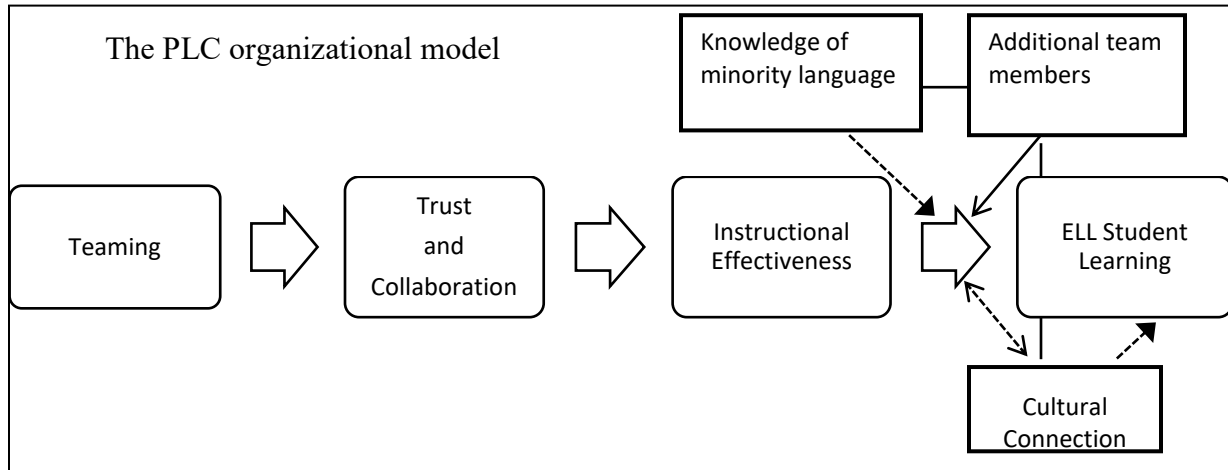 The PLC organizational model
Knowledge of
minority language
Additional team
members
Teaming
Trust
and
Collaboration
Instructional
Effectiveness
ELL Student
Learning
Cultural
Connection